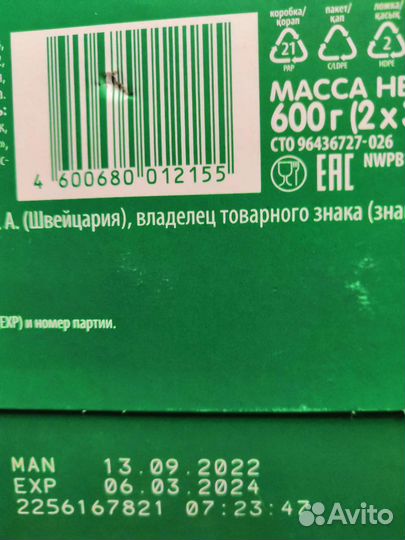 коробка/ пакет/ ложка/
қорап қап қасық
21 4 2
PAP C/LDPE HDPE
МАССА НЕ
600 г (2 x
СТО 96436727-026
NWPB
EAC
4 600680 012155
А. (Швейцария), владелец товарного знака (зна
EXP) и номер партии.
MAN 13.09.2022
EXP 06.03.2024
2256167821 07:23:47
Avito